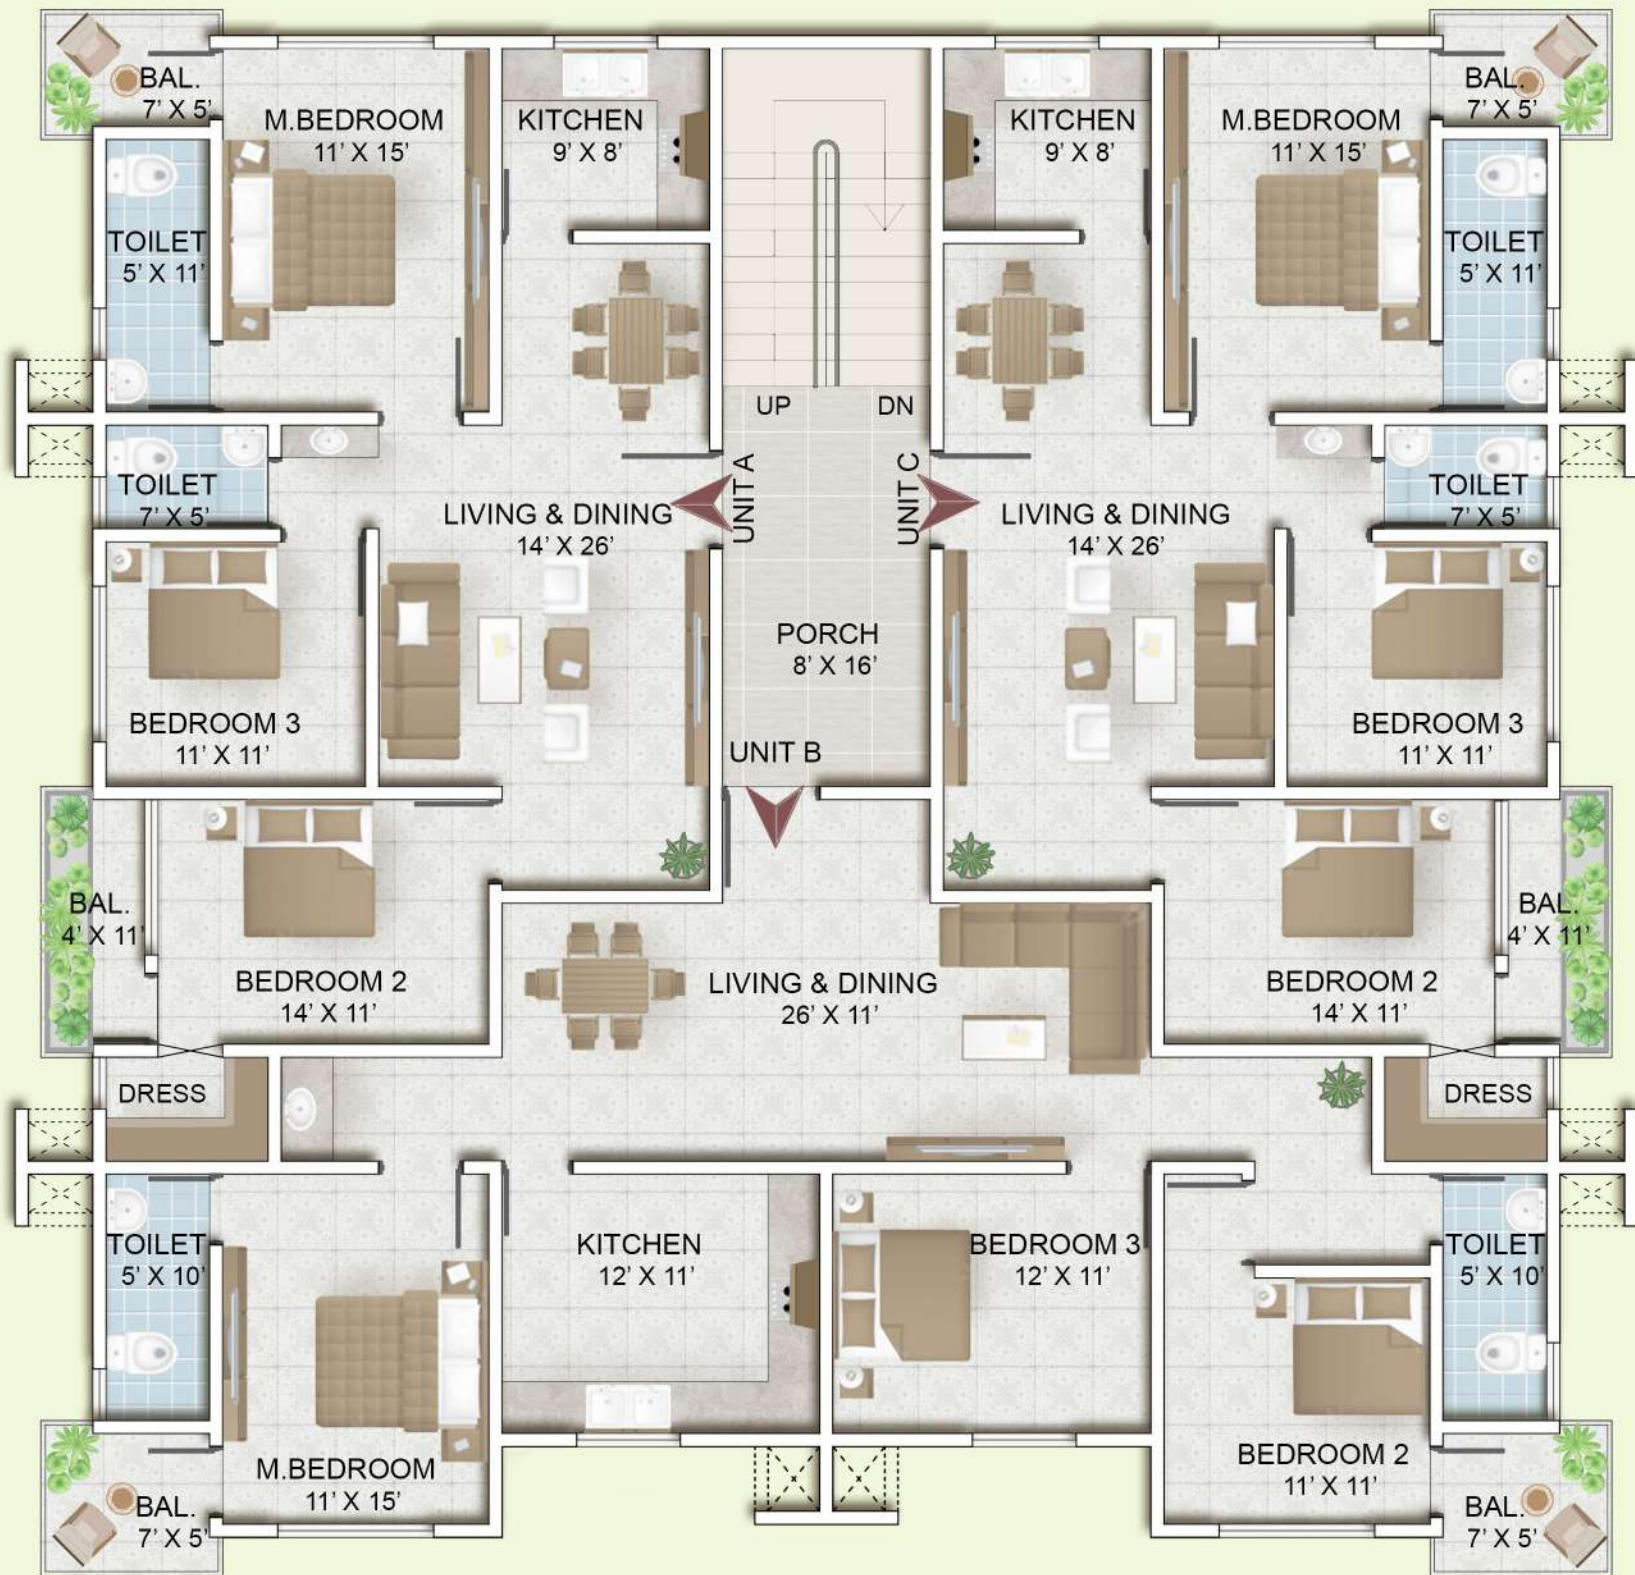 BAL.
7' X 5'
M.BEDROOM
11' X 15'
KITCHEN
9' X 8'
KITCHEN
9' X 8'
M.BEDROOM
11' X 15'
BAL.
7' X 5'
TOILET
5' X 11'
TOILET
5' X 11'
UP
DN
TOILET
7' X 5'
LIVING & DINING
14' X 26'
UNIT A
UNIT C
LIVING & DINING
14' X 26'
TOILET
7' X 5'
BEDROOM 3
11' X 11'
PORCH
8' X 16'
BEDROOM 3
11' X 11'
UNIT B
BAL.
4' X 11'
BEDROOM 2
14' X 11'
LIVING & DINING
26' X 11'
BEDROOM 2
14' X 11'
BAL.
4' X 11'
DRESS
DRESS
TOILET
5' X 10'
KITCHEN
12' X 11'
BEDROOM 3
12' X 11'
TOILET
5' X 10'
M.BEDROOM
11' X 15'
BEDROOM 2
11' X 11'
BAL.
7' X 5'
BAL.
7' X 5'